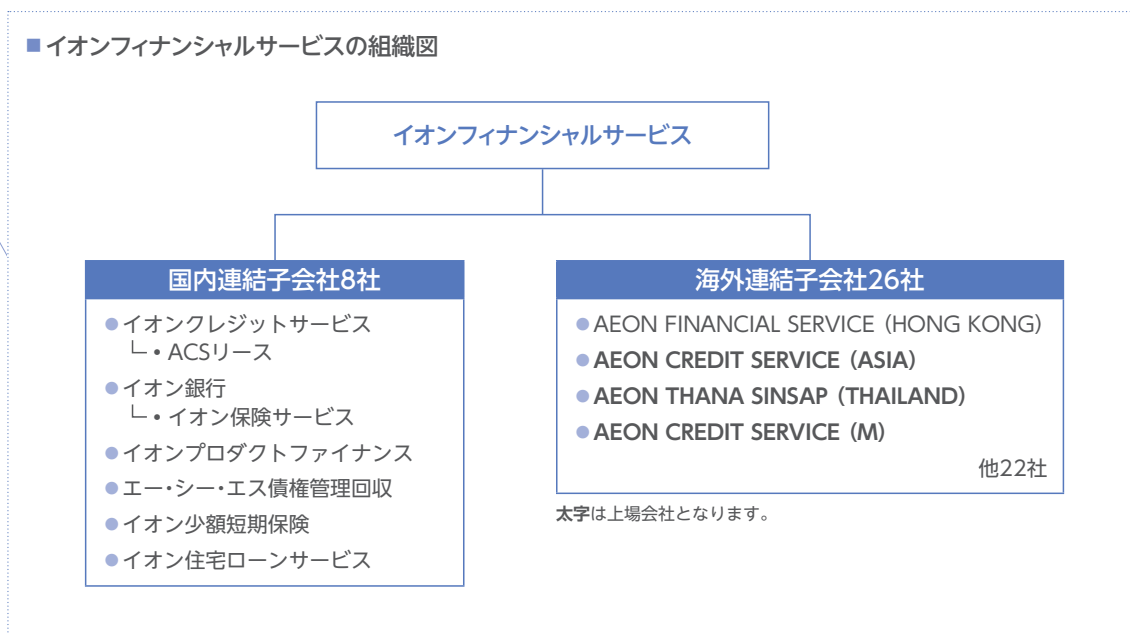 ■ イオンフィナンシャルサービスの組織図
イオンフィナンシャルサービス
国内連結子会社8社
●イオンクレジットサービス
└・ACSリース
●イオン銀行
└・イオン保険サービス
●イオンプロダクトファイナンス
●エー・シー・エス債権管理回収
●イオン少額短期保険
●イオン住宅ローンサービス
海外連結子会社26社
●AEON FINANCIAL SERVICE（HONG KONG）
●AEON CREDIT SERVICE（ASIA）
●AEON THANA SINSAP（THAILAND）
●AEON CREDIT SERVICE（M）
他22社
太字は上場会社となります。